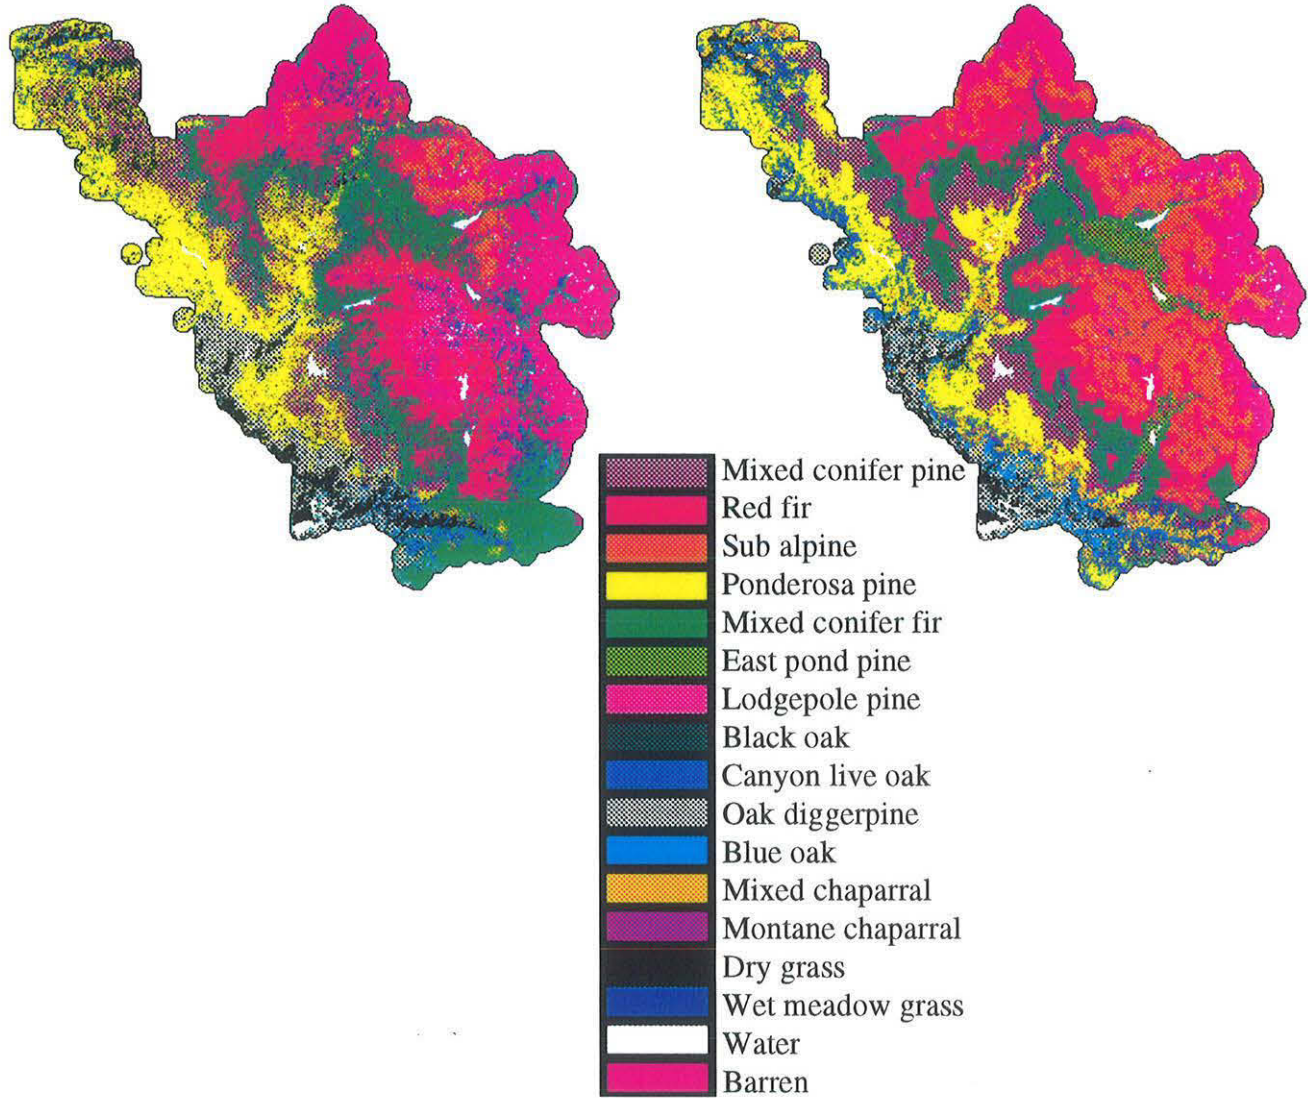 Mixed conifer pine
Red fir
Sub alpine
Ponderosa pine
Mixed conifer fir
East pond pine
Lodgepole pine
Black oak
Canyon live oak
Oak diggerpine
Blue oak
Mixed chaparral
Montane chaparral
Dry grass
Wet meadow grass
Water
Barren